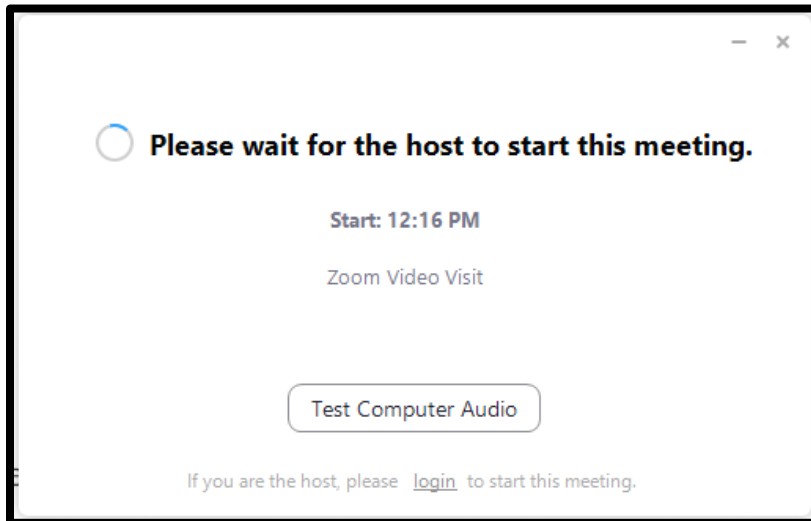 Please wait for the host to start this meeting.
Start: 12:16 PM
Zoom Video Visit
Test Computer Audio
If you are the host, please login to start this meeting.